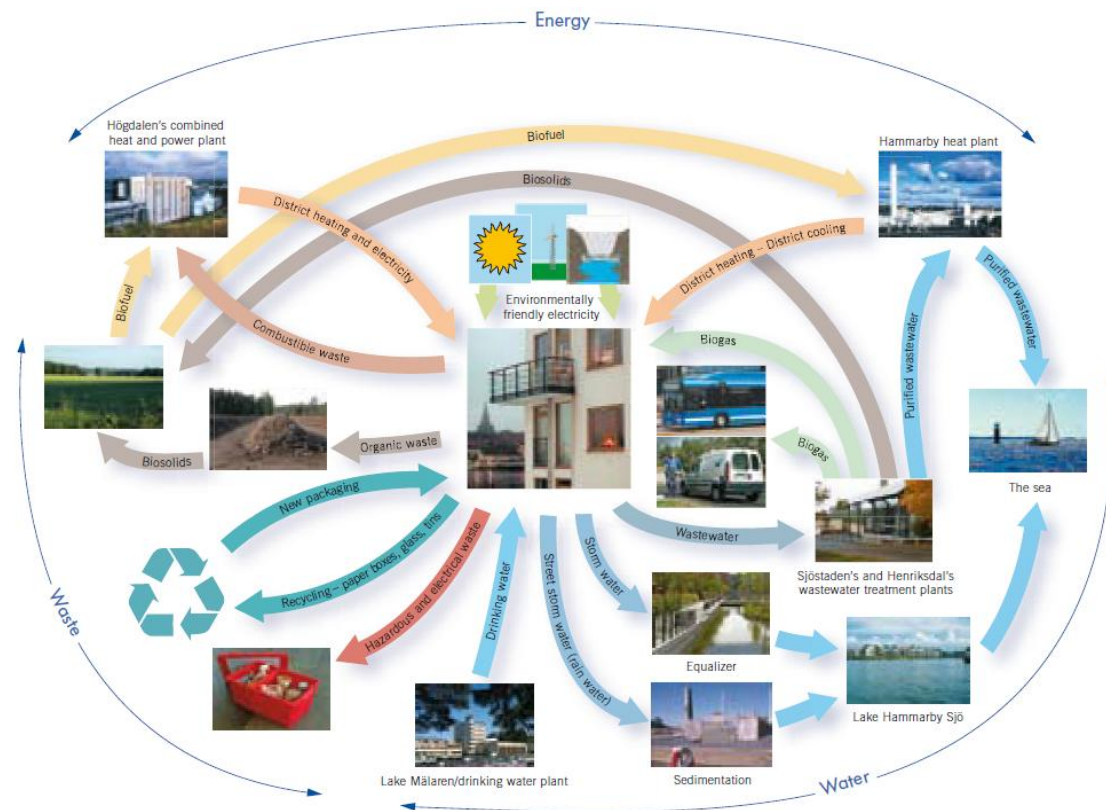 Energy
Högdalen's combined
heat and power plant
Hammarby heat plant
Biofuel
Biosolids
District heating and electricity
District heating – District cooling
Environmentally
friendly electricity
Biofuel
Combustible waste
Biogas
Purified wastewater
Purified wastewater
Organic waste
Biosolids
Biogas
The sea
New packaging
Wastewater
Sjöstaden's and Henriksdal's
wastewater treatment plants
Recycling – paper boxes, glass, tins
Hazardous and electrical waste
Drinking water
Street storm water (rain water)
Storm water
Waste
Equalizer
Lake Hammarby Sjö
Lake Mälaren/drinking water plant
Sedimentation
Water